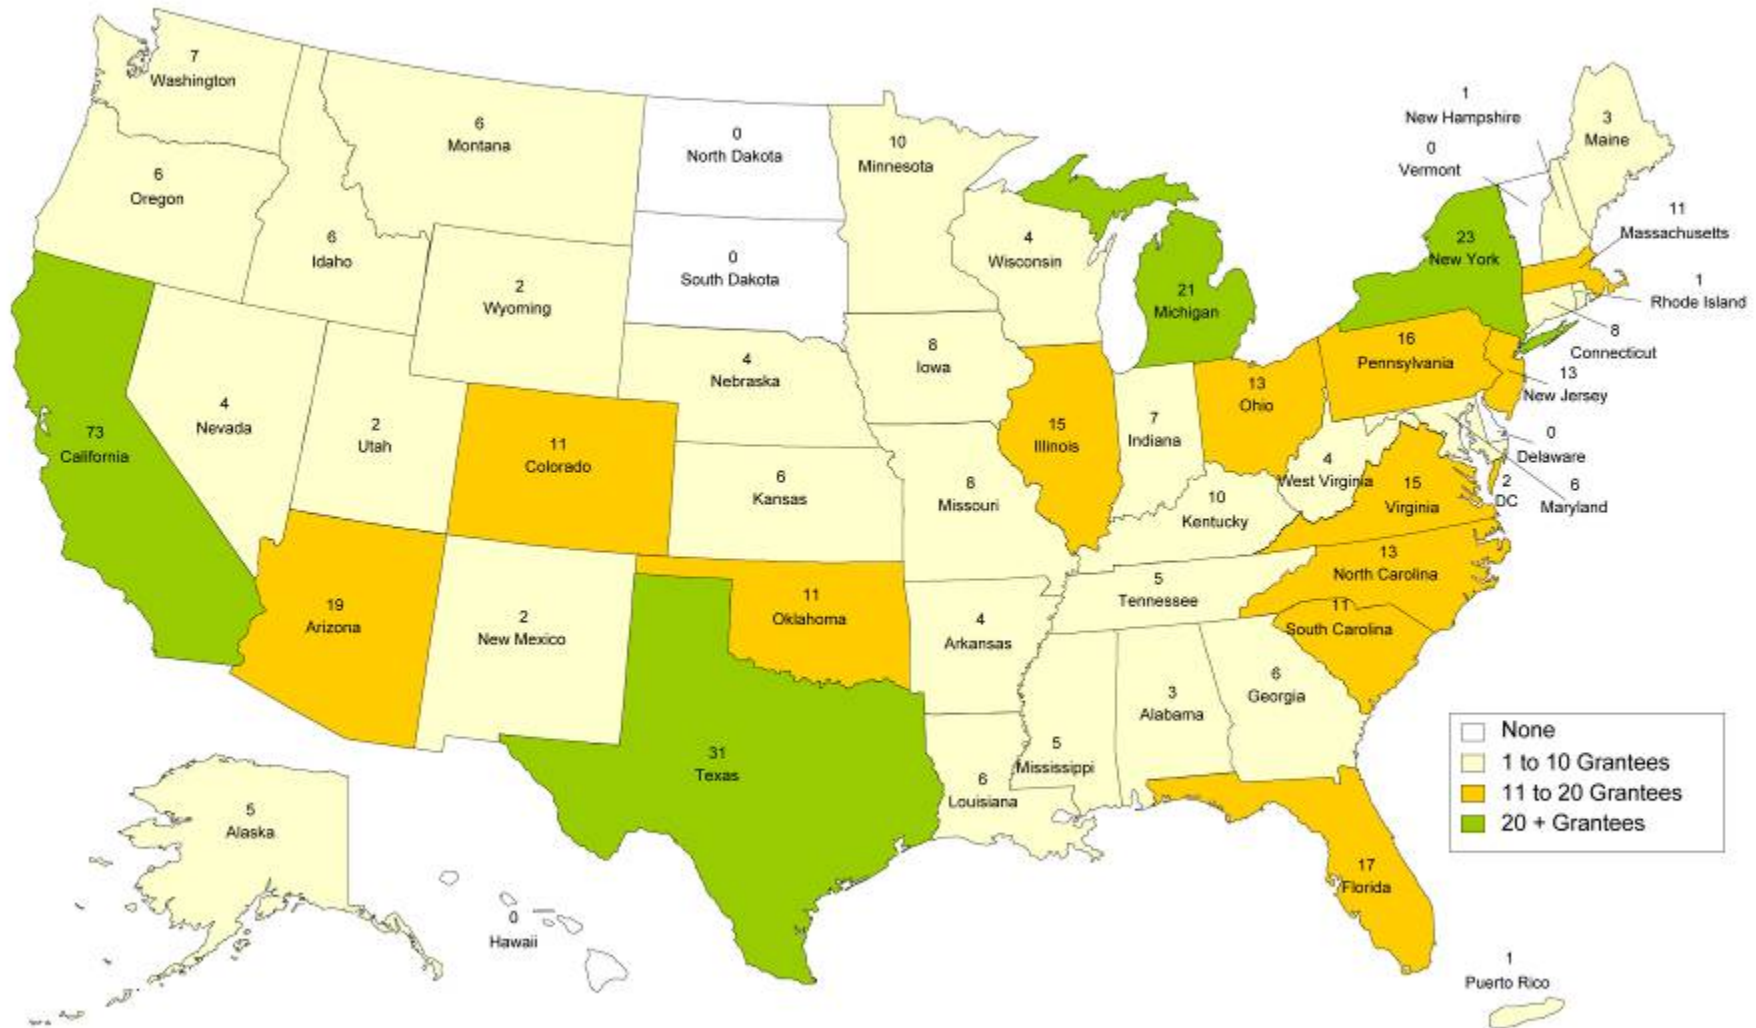 7
Washington
6
Montana
0
North Dakota
10
Minnesota
1
New Hampshire
0
Vermont
3
Maine
6
Oregon
6
Idaho
2
Wyoming
0
South Dakota
4
Wisconsin
21
Michigan
23
New York
11
Massachusetts
1
Rhode Island
8
Connecticut
73
California
4
Nevada
2
Utah
11
Colorado
4
Nebraska
8
Iowa
15
Illinois
7
Indiana
13
Ohio
16
Pennsylvania
13
New Jersey
0
Delaware
6
Maryland
2
DC
6
Kansas
8
Missouri
10
Kentucky
4
West Virginia
15
Virginia
19
Arizona
2
New Mexico
11
Oklahoma
4
Arkansas
5
Tennessee
13
North Carolina
11
South Carolina
31
Texas
6
Louisiana
5
Mississippi
3
Alabama
6
Georgia
17
Florida
5
Alaska
0
Hawaii
1
Puerto Rico
None
1 to 10 Grantees
11 to 20 Grantees
20 + Grantees